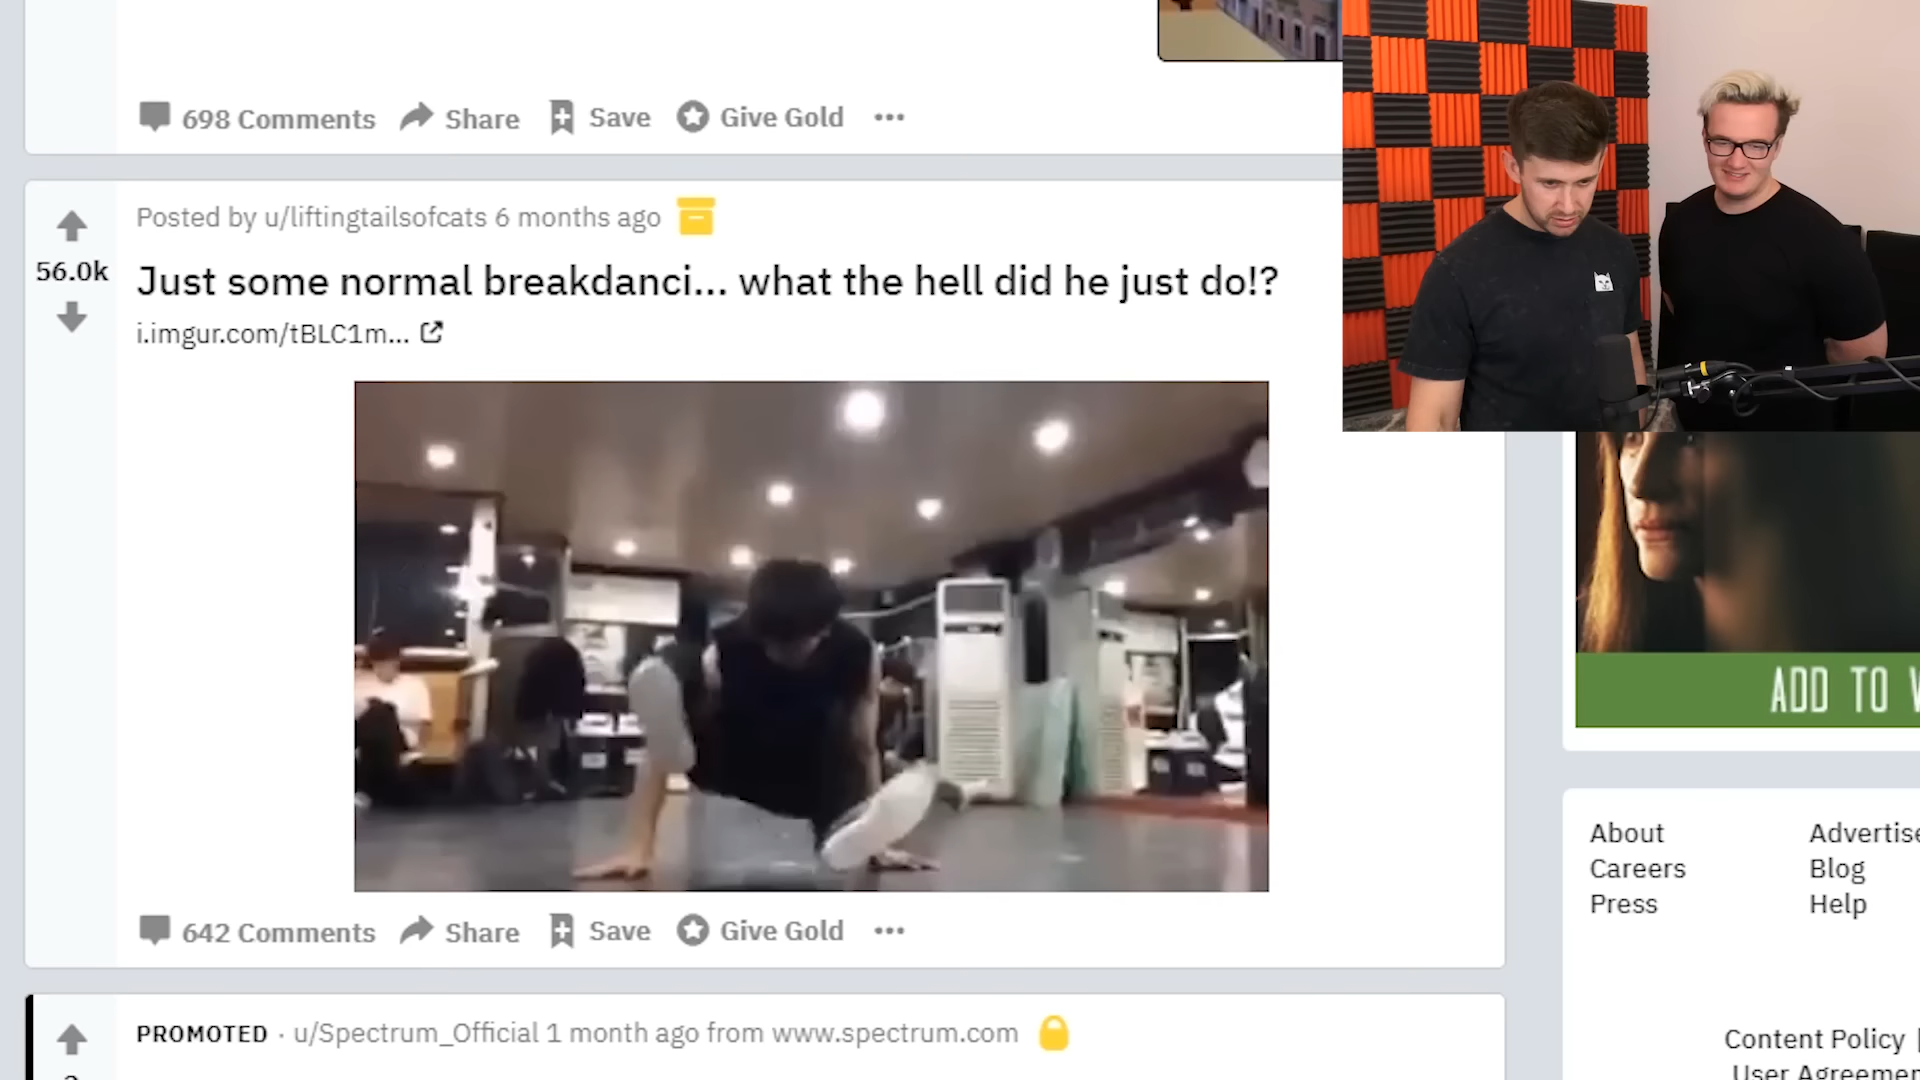 698 Comments Share Save Give Gold
Posted by u/liftingtailsofcats 6 months ago
56.0k
Just some normal breakdanci... what the hell did he just do!?
i.imgur.com/tBLC1m...
ADD TO
642 Comments Share Save Give Gold
About Advertise
Careers Blog
Press Help
PROMOTED · u/Spectrum_Official 1 month ago from www.spectrum.com
Content Policy |
User Agreemen